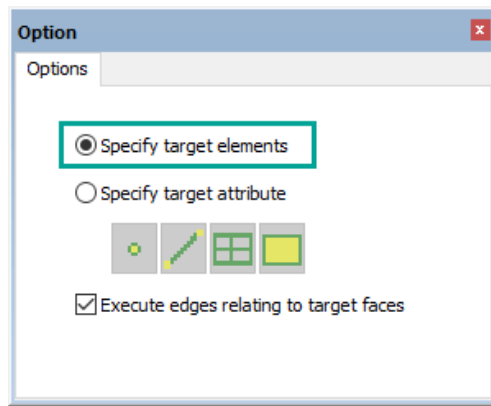 Option
Options
Specify target elements
Specify target attribute
Execute edges relating to target faces